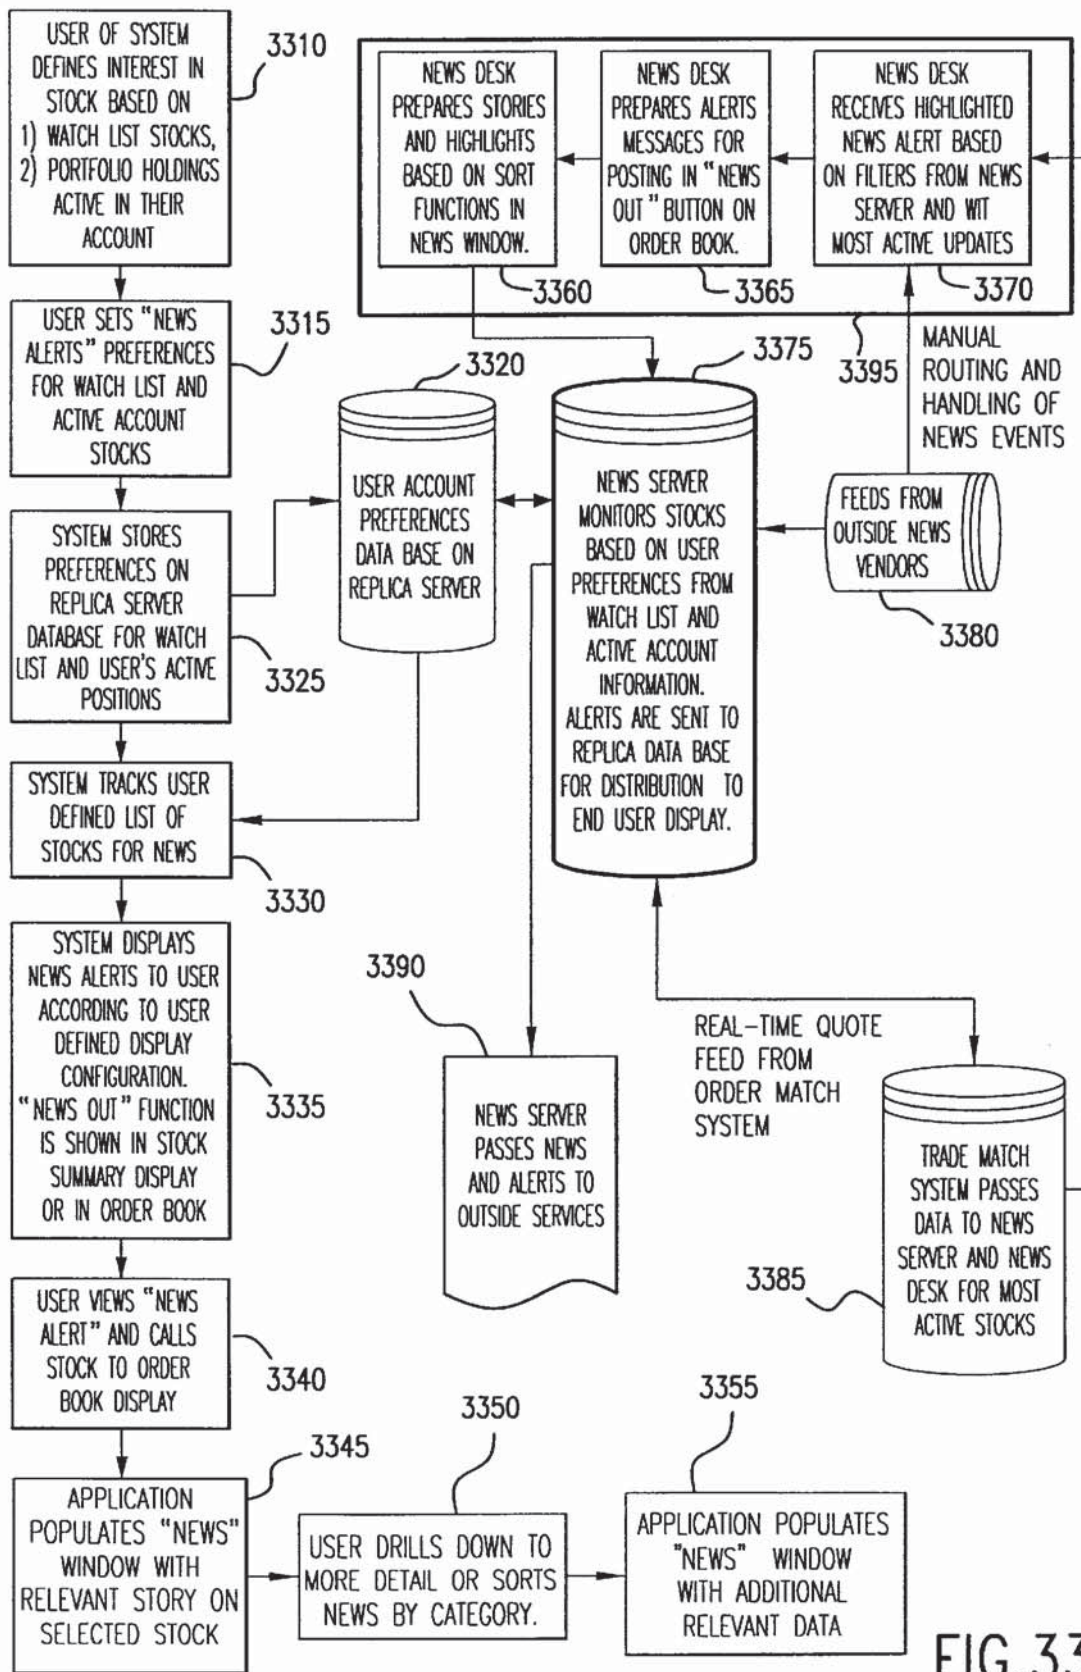 USER OF SYSTEM
DEFINES INTEREST IN
STOCK BASED ON
1) WATCH LIST STOCKS,
2) PORTFOLIO HOLDINGS
ACTIVE IN THEIR
ACCOUNT
3310
USER SETS "NEWS
ALERTS" PREFERENCES
FOR WATCH LIST AND
ACTIVE ACCOUNT
STOCKS
3315
SYSTEM STORES
PREFERENCES ON
REPLICA SERVER
DATABASE FOR WATCH
LIST AND USER'S ACTIVE
POSITIONS
3325
SYSTEM TRACKS USER
DEFINED LIST OF
STOCKS FOR NEWS
3330
SYSTEM DISPLAYS
NEWS ALERTS TO USER
ACCORDING TO USER
DEFINED DISPLAY
CONFIGURATION.
"NEWS OUT" FUNCTION
IS SHOWN IN STOCK
SUMMARY DISPLAY
OR IN ORDER BOOK
3335
USER VIEWS "NEWS
ALERT" AND CALLS
STOCK TO ORDER
BOOK DISPLAY
3340
APPLICATION
POPULATES "NEWS"
WINDOW WITH
RELEVANT STORY ON
SELECTED STOCK
3345
USER DRILLS DOWN TO
MORE DETAIL OR SORTS
NEWS BY CATEGORY.
3350
APPLICATION POPULATES
"NEWS" WINDOW
WITH ADDITIONAL
RELEVANT DATA
3355
NEWS DESK
PREPARES STORIES
AND HIGHLIGHTS
BASED ON SORT
FUNCTIONS IN
NEWS WINDOW.
3360
NEWS DESK
PREPARES ALERTS
MESSAGES FOR
POSTING IN "NEWS
OUT" BUTTON ON
ORDER BOOK.
3365
NEWS DESK
RECEIVES HIGHLIGHTED
NEWS ALERT BASED
ON FILTERS FROM NEWS
SERVER AND WIT
MOST ACTIVE UPDATES
3370
3395
MANUAL
ROUTING AND
HANDLING OF
NEWS EVENTS
3320
USER ACCOUNT
PREFERENCES
DATA BASE ON
REPLICA SERVER
3375
NEWS SERVER
MONITORS STOCKS
BASED ON USER
PREFERENCES FROM
WATCH LIST AND
ACTIVE ACCOUNT
INFORMATION.
ALERTS ARE SENT TO
REPLICA DATA BASE
FOR DISTRIBUTION TO
END USER DISPLAY.
FEEDS FROM
OUTSIDE NEWS
VENDORS
3380
3390
NEWS SERVER
PASSES NEWS
AND ALERTS TO
OUTSIDE SERVICES
REAL-TIME QUOTE
FEED FROM
ORDER MATCH
SYSTEM
TRADE MATCH
SYSTEM PASSES
DATA TO NEWS
SERVER AND NEWS
DESK FOR MOST
ACTIVE STOCKS
3385
FIG.33